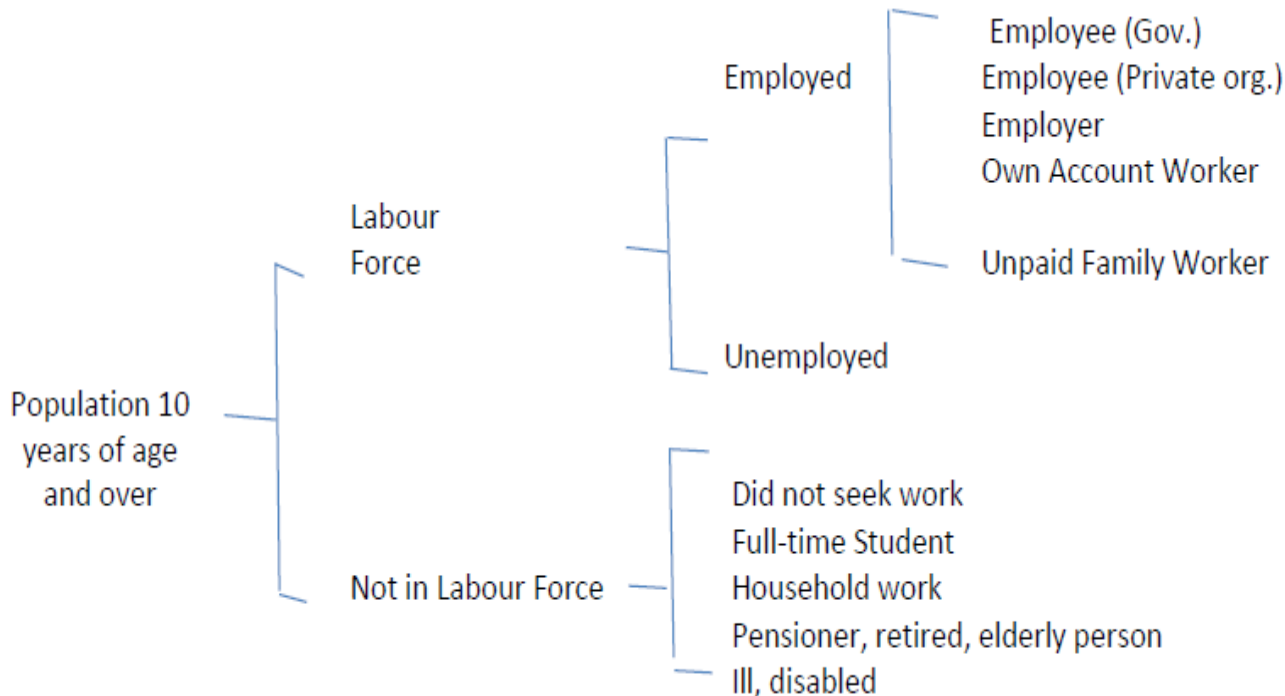 Employee (Gov.)
Employed
Employee (Private org.)
Employer
Own Account Worker
Labour
Force
Unpaid Family Worker
Unemployed
Population 10
years of age
and over
Did not seek work
Full-time Student
Not in Labour Force
Household work
Pensioner, retired, elderly person
Ill, disabled